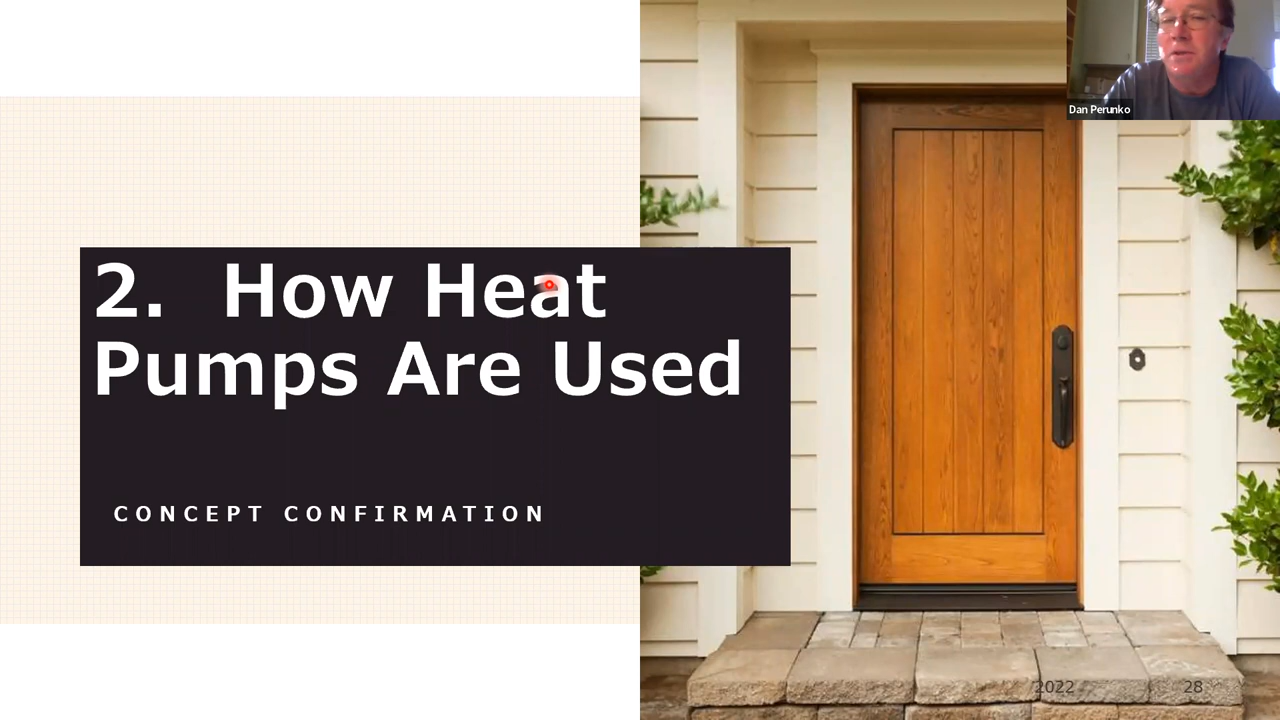 Dan Perunko
2. How Heat
Pumps Are Used
CONCEPT CONFIRMATION
2022 28